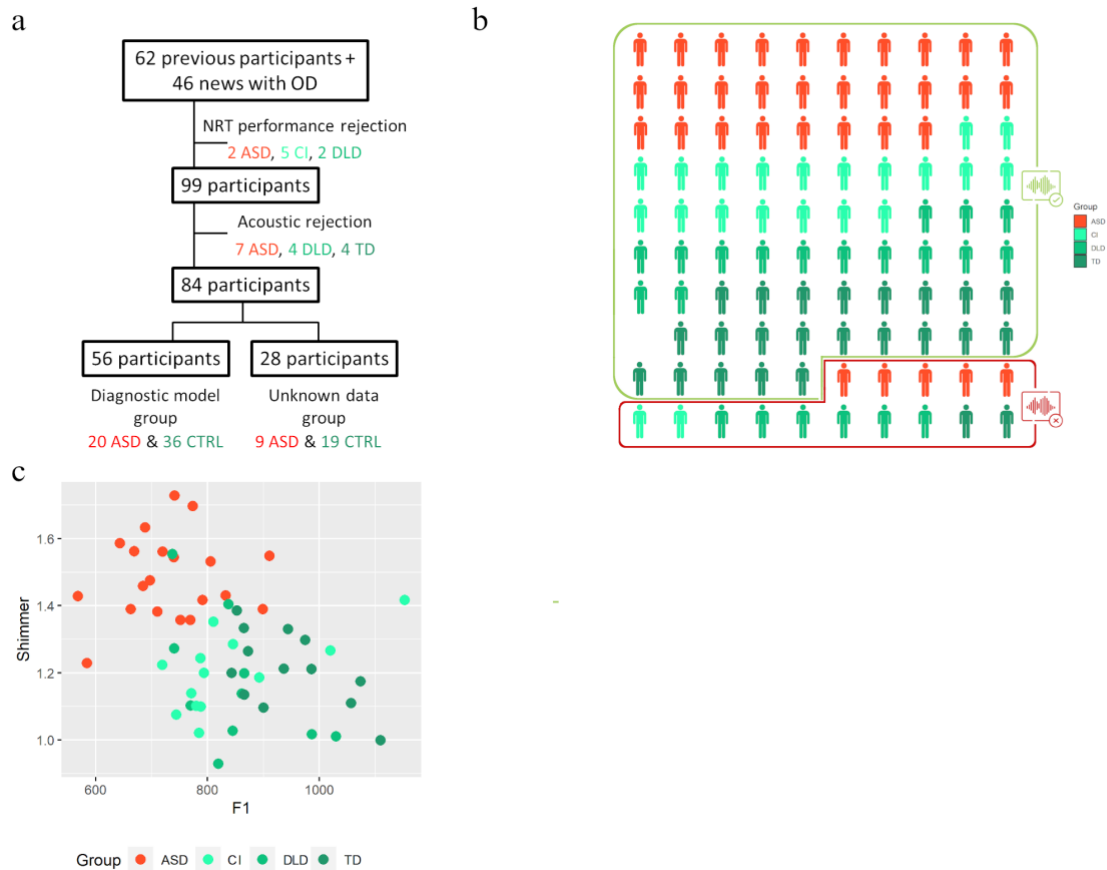 a
62 previous participants +
46 news with OD
NRT performance rejection
2 ASD, 5 CI, 2 DLD
99 participants
Acoustic rejection
7 ASD, 4 DLD, 4 TD
84 participants
56 participants
28 participants
Diagnostic model
group
20 ASD & 36 CTRL
Unknown data
group
9 ASD & 19 CTRL
b
Group
ASD
CI
DLD
TD
c
Shimmer
1.6
1.4
1.2
1.0
600
800
1000
F1
Group
ASD
CI
DLD
TD